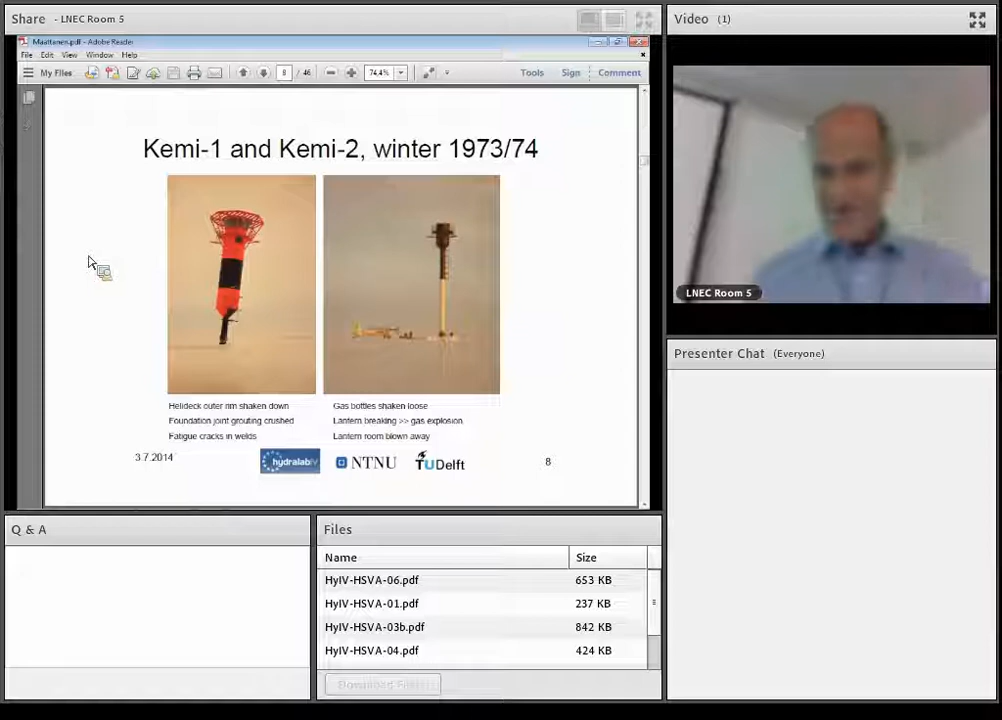 Share - LNEC Room 5
Maattanen.pdf - Adobe Reader
File Edit View Window Help
My Files 8 / 46 74,4% Tools Sign Comment
Kemi-1 and Kemi-2, winter 1973/74
Helideck outer rim shaken down
Foundation joint grouting crushed
Fatigue cracks in welds
Gas bottles shaken loose
Lantern breaking >> gas explosion
Lantern room blown away
3.7.2014 hydralab IV NTNU TUDelft 8
Video (1)
LNEC Room 5
Presenter Chat (Everyone)
Q & A
Files
Name Size
HyIV-HSVA-06.pdf 653 KB
HyIV-HSVA-01.pdf 237 KB
HyIV-HSVA-03b.pdf 842 KB
HyIV-HSVA-04.pdf 424 KB